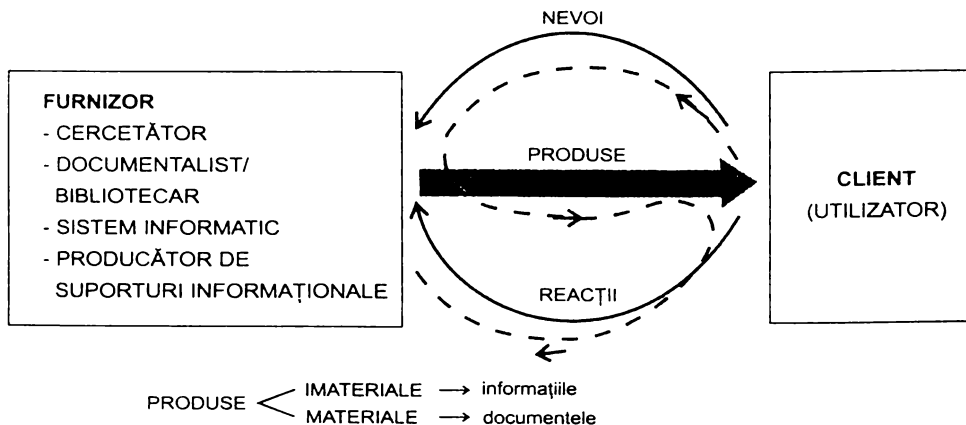 NEVOI
FURNIZOR
- CERCETĂTOR
- DOCUMENTALIST/
BIBLIOTECAR
- SISTEM INFORMATIC
- PRODUCĂTOR DE
SUPORTURI INFORMAȚIONALE
PRODUSE
CLIENT
(UTILIZATOR)
REACȚII
PRODUSE
IMATERIALE → informațiile
MATERIALE → documentele